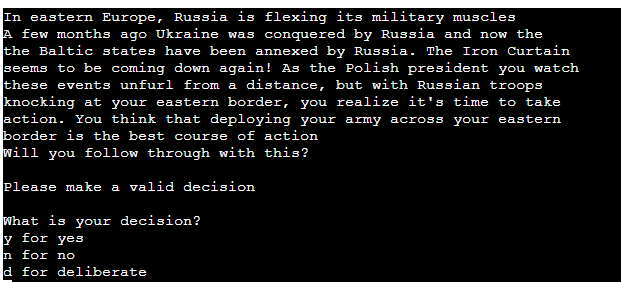 In eastern Europe, Russia is flexing its military muscles
A few months ago Ukraine was conquered by Russia and now the
the Baltic states have been annexed by Russia. The Iron Curtain
seems to be coming down again! As the Polish president you watch
these events unfurl from a distance, but with Russian troops
knocking at your eastern border, you realize it's time to take
action. You think that deploying your army across your eastern
border is the best course of action
Will you follow through with this?
Please make a valid decision
What is your decision?
y for yes
n for no
d for deliberate